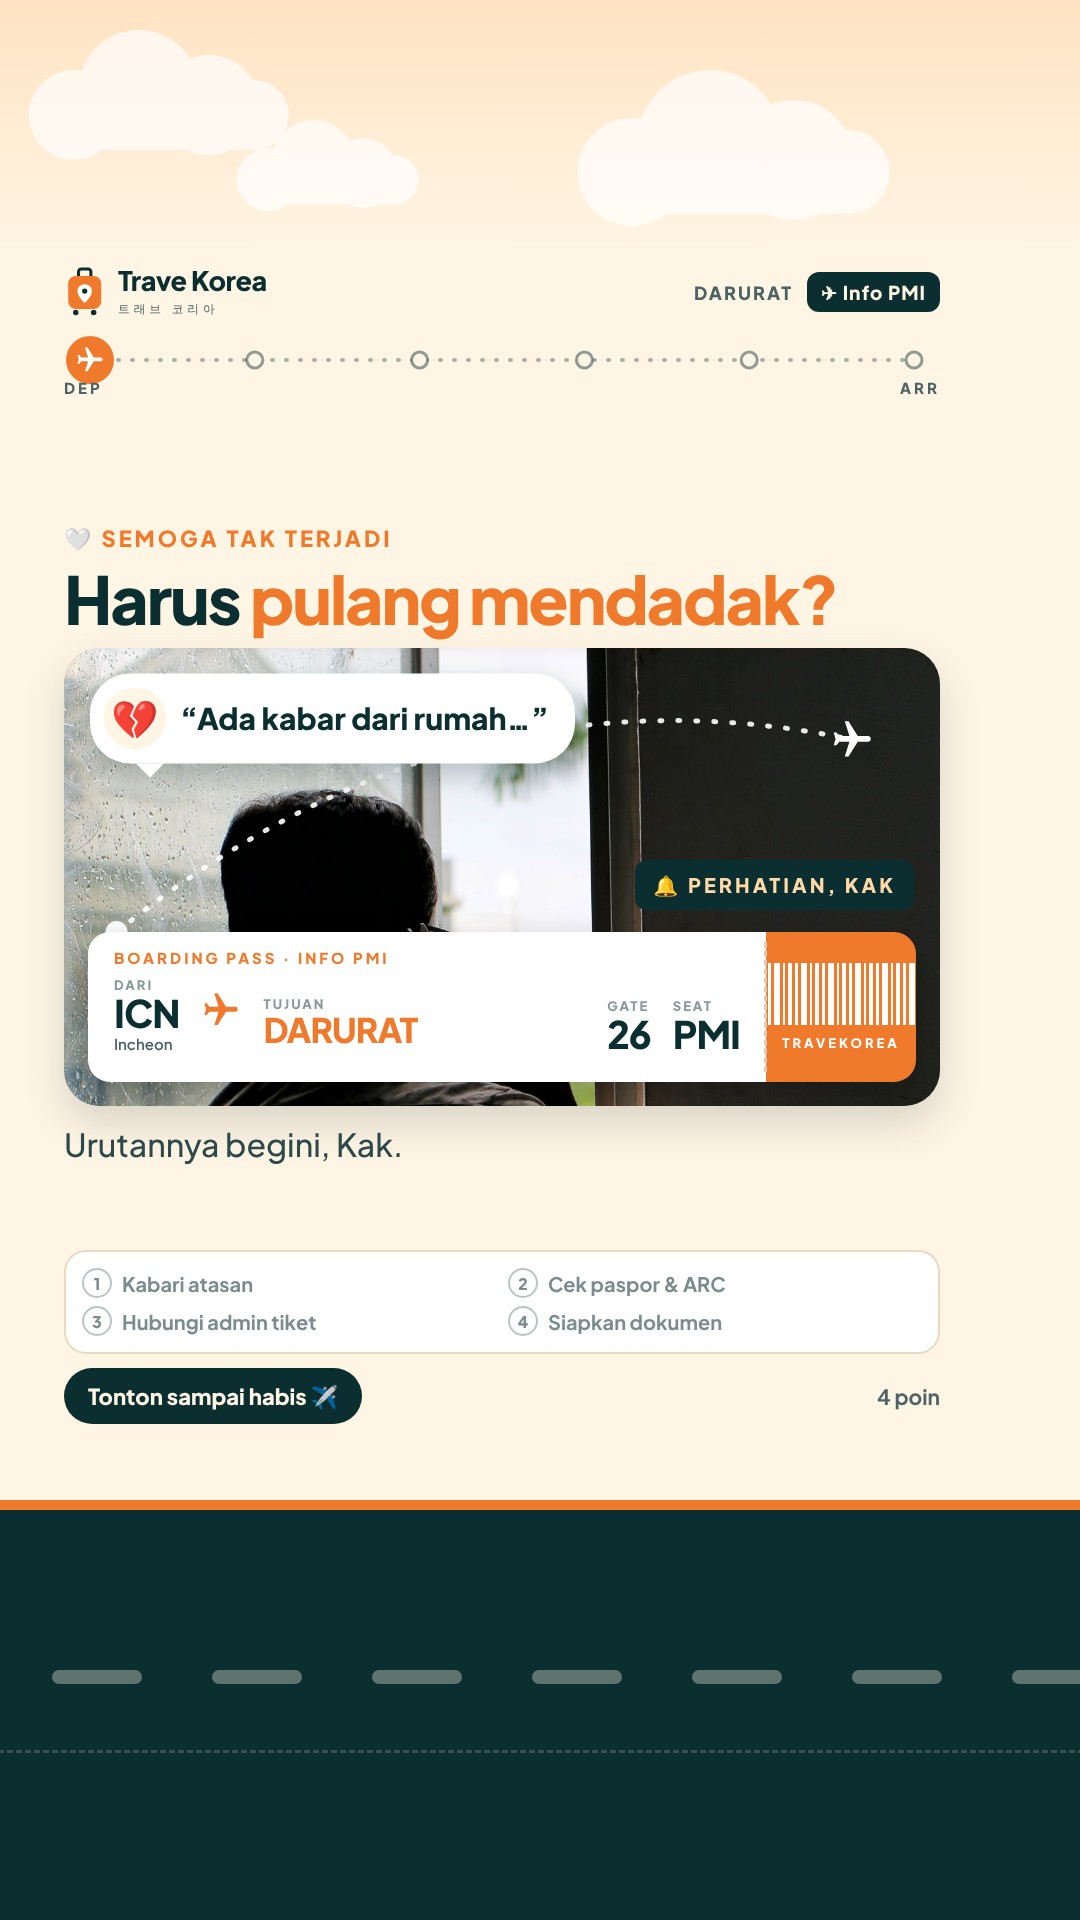 Trave Korea
트래브 코리아
DARURAT
✈ Info PMI
DEP
ARR
🤍 SEMOGA TAK TERJADI
Harus pulang mendadak?
💔 “Ada kabar dari rumah…”
🔔 PERHATIAN, KAK
BOARDING PASS · INFO PMI
DARI
ICN
Incheon
TUJUAN
DARURAT
GATE
26
SEAT
PMI
TRAVEKOREA
Urutannya begini, Kak.
1 Kabari atasan
2 Cek paspor & ARC
3 Hubungi admin tiket
4 Siapkan dokumen
Tonton sampai habis ✈️
4 poin